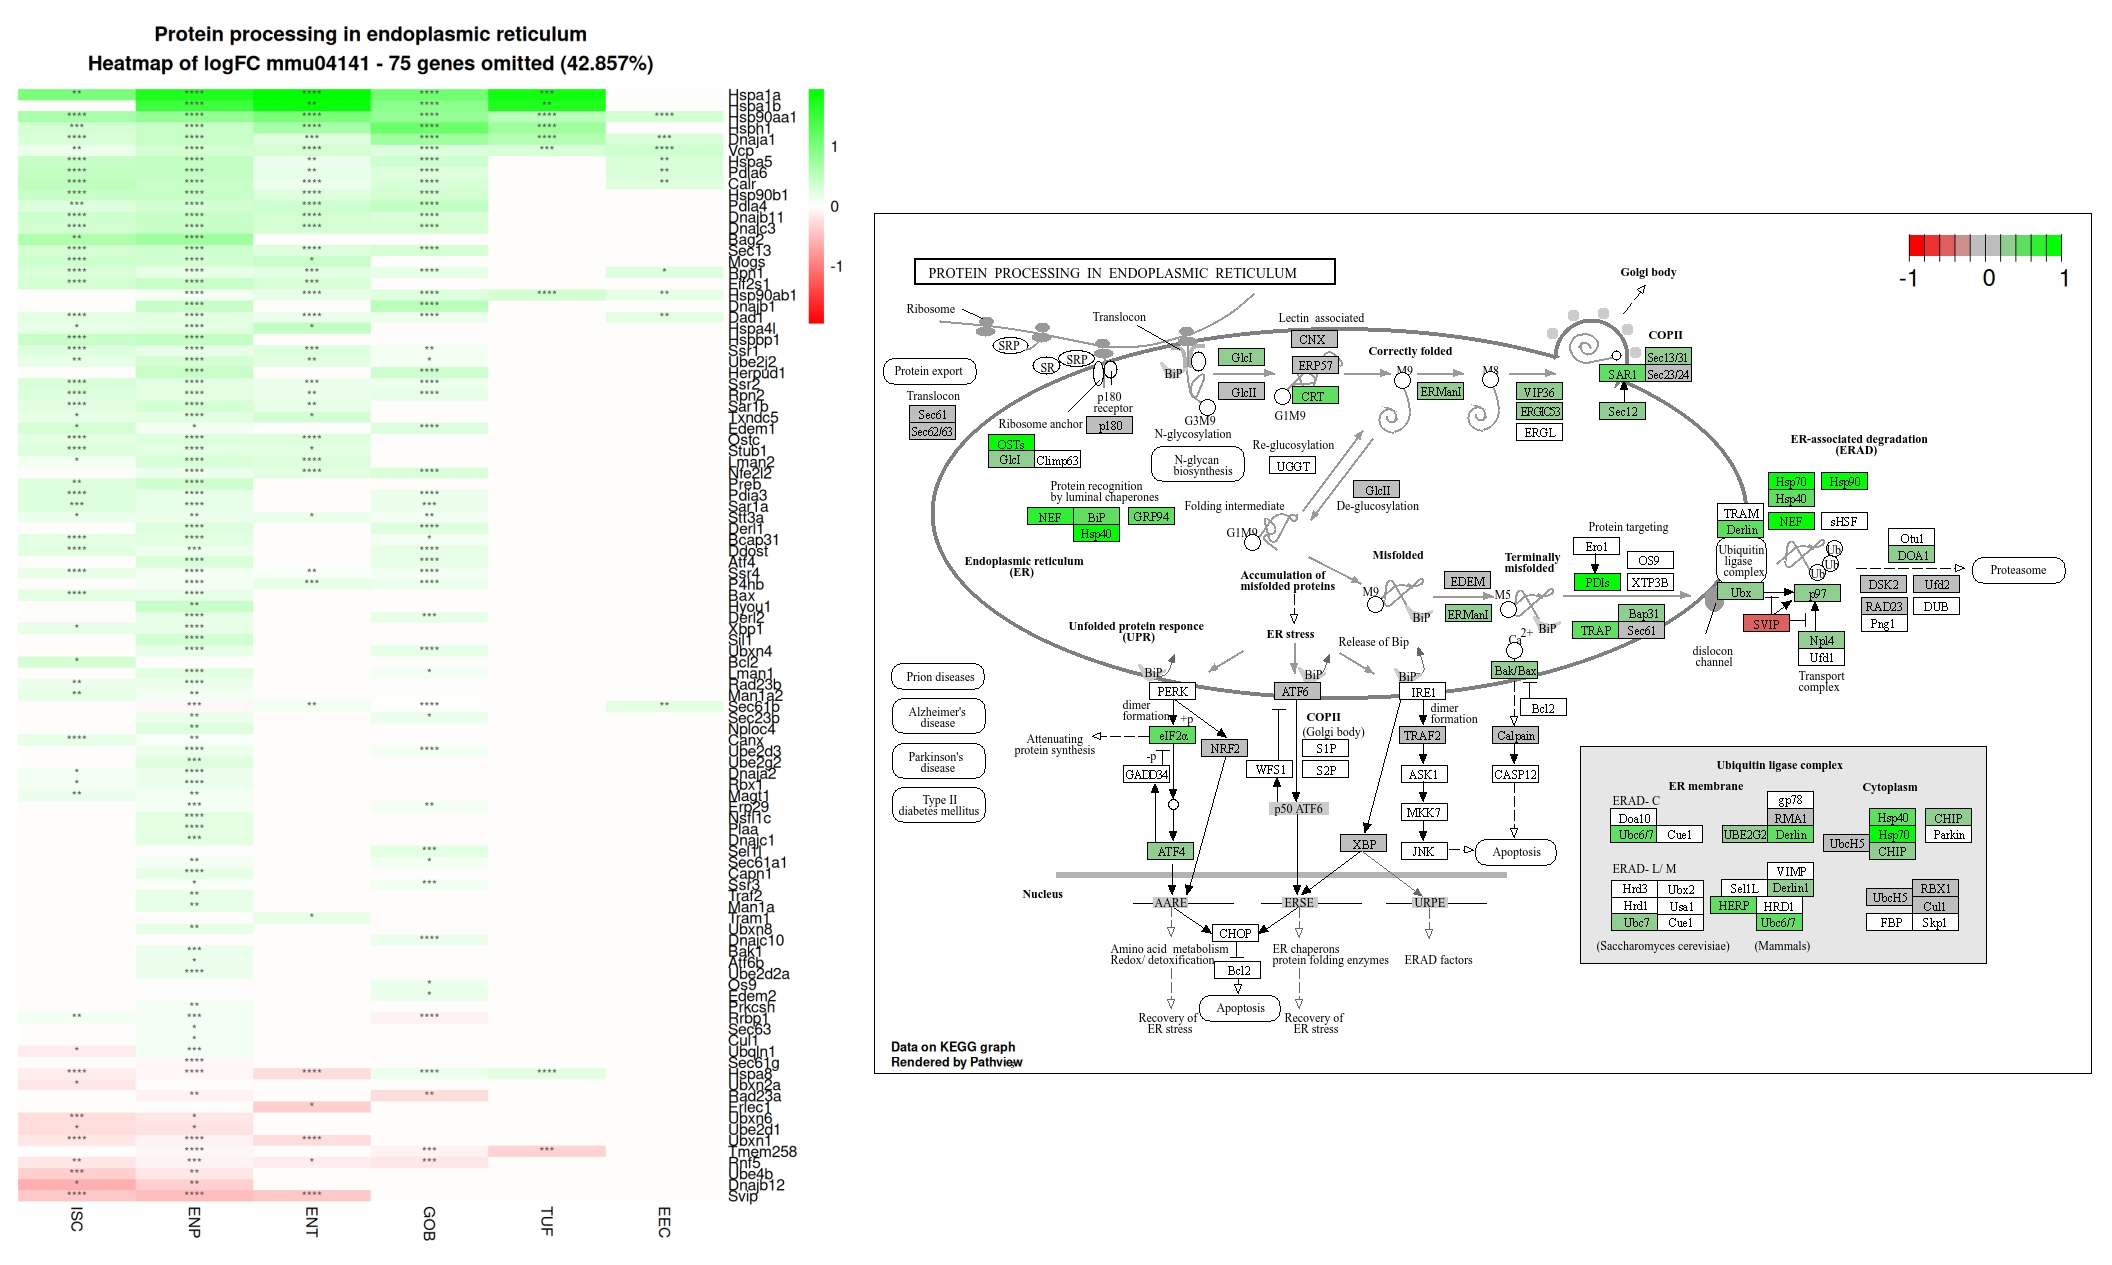 Protein processing in endoplasmic reticulum
Heatmap of logFC mmu04141 - 75 genes omitted (42.857%)
Hspa1a
Hspa1b
Hsp90aa1
Hsph1
Dnaja1
Vcp
Hspa5
Pdia6
Calr
Hsp90b1
Pdia4
Dnajb11
Dnajc3
Bag2
Sec13
Mogs
Rpn1
Eif2s1
Hsp90ab1
Dnajb1
Dad1
Hspa4l
Hspbp1
Ssr1
Ube2j2
Herpud1
Ssr2
Rpn2
Sar1b
Txndc5
Edem1
Ostc
Stub1
Lman2
Nfe2l2
Preb
Pdia3
Sar1a
Stt3a
Derl1
Bcap31
Ddost
Atf4
Ssr4
P4hb
Bax
Hyou1
Derl2
Xbp1
Sil1
Ubxn4
Bcl2
Lman1
Rad23b
Man1a2
Sec61b
Sec23b
Nploc4
Canx
Ube2d3
Ube2g2
Dnaja2
Rbx1
Magt1
Erp29
Nsfl1c
Plaa
Dnajc1
Sel1l
Sec61a1
Capn1
Ssr3
Traf2
Man1a
Tram1
Ubxn8
Dnajc10
Bak1
Atf6b
Ube2d2a
Os9
Edem2
Prkcsh
Rrbp1
Sec63
Cul1
Ubqln1
Sec61g
Hspa8
Ubxn2a
Rad23a
Erlec1
Ubxn6
Ube2d1
Ubxn1
Tmem258
Rnf5
Ube4b
Dnajb12
Svip
ISC
ENP
ENT
GOB
TUF
EEC
1
0
-1
PROTEIN PROCESSING IN ENDOPLASMIC RETICULUM
-1
0
1
Golgi body
Ribosome
Translocon
Lectin associated
COPII
SRP
SR
SRP
CNX
ERP57
CRT
GlcI
GlcII
BiP
Correctly folded
M9
M8
ERManI
VIP36
ERGIC53
ERGL
Sec13/31
SAR1
Sec23/24
Sec12
Protein export
Translocon
Sec61
Sec62/63
p180
receptor
p180
Ribosome anchor
OSTs
GlcI
Climp63
G3M9
N-glycosylation
G1M9
N-glycan
biosynthesis
Re-glucosylation
UGGT
GlcII
De-glucosylation
Protein recognition
by luminal chaperones
NEF
BiP
GRP94
Hsp40
Folding intermediate
G1M9
Endoplasmic reticulum
(ER)
Accumulation of
misfolded proteins
Misfolded
M9
EDEM
ERManI
BiP
Terminally
misfolded
M5
BiP
Protein targeting
Ero1
OS9
PDIs
XTP3B
Bap31
TRAP
Sec61
ER-associated degradation
(ERAD)
Hsp70
Hsp90
Hsp40
TRAM
Derlin
NEF
sHSF
Ubiquitin
ligase
complex
Ub
Ub
Ub
Otu1
DOA1
Proteasome
DSK2
Ufd2
RAD23
DUB
Png1
Ubx
p97
SVIP
Npl4
Ufd1
dislocon
channel
Transport
complex
Unfolded protein responce
(UPR)
ER stress
Release of Bip
Ca2+
Bak/Bax
Bcl2
Prion diseases
Alzheimer's
disease
Parkinson's
disease
Type II
diabetes mellitus
BiP
BiP
BiP
PERK
ATF6
IRE1
dimer
formation
+p
dimer
formation
COPII
(Golgi body)
Attenuating
protein synthesis
eIF2α
NRF2
-p
GADD34
WFS1
S1P
S2P
p50 ATF6
TRAF2
ASK1
MKK7
JNK
Calpain
CASP12
Apoptosis
ATF4
XBP
Nucleus
AARE
ERSE
URPE
CHOP
Bcl2
Apoptosis
Amino acid metabolism
Redox/ detoxification
ER chaperons
protein folding enzymes
ERAD factors
Recovery of
ER stress
Recovery of
ER stress
Ubiquitin ligase complex
ER membrane
Cytoplasm
ERAD- C
Doa10
Ubc6/7
Cue1
gp78
RMA1
UBE2G2
Derlin
Hsp40
CHIP
UbcH5
Hsp70
Parkin
CHIP
ERAD- L/ M
Hrd3
Ubx2
Hrd1
Usa1
Ubc7
Cue1
VIMP
Sel1L
Derlin1
HERP
HRD1
Ubc6/7
UbcH5
RBX1
Cul1
FBP
Skp1
(Saccharomyces cerevisiae)
(Mammals)
Data on KEGG graph
Rendered by Pathview